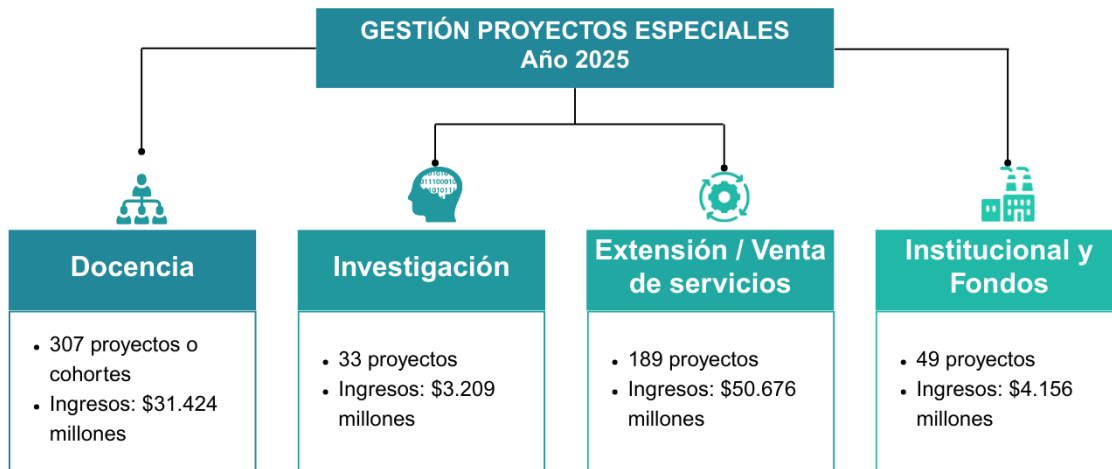 GESTIÓN PROYECTOS ESPECIALES
Año 2025
Docencia
• 307 proyectos o
cohortes
• Ingresos: $31.424
millones
Investigación
• 33 proyectos
• Ingresos: $3.209
millones
Extensión / Venta
de servicios
• 189 proyectos
• Ingresos: $50.676
millones
Institucional y
Fondos
• 49 proyectos
• Ingresos: $4.156
millones